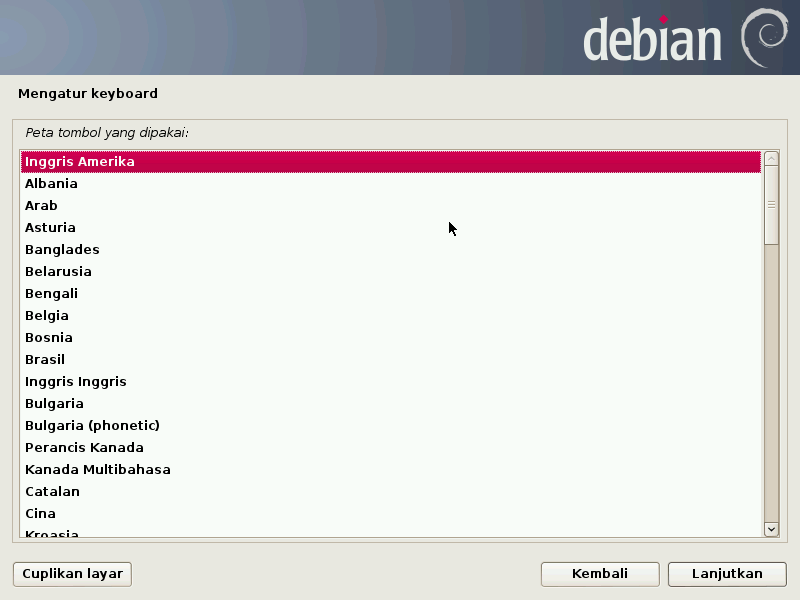 debian
Mengatur keyboard
Peta tombol yang dipakai:
Inggris Amerika
Albania
Arab
Asturia
Banglades
Belarusia
Bengali
Belgia
Bosnia
Brasil
Inggris Inggris
Bulgaria
Bulgaria (phonetic)
Perancis Kanada
Kanada Multibahasa
Catalan
Cina
Kroasia
Cuplikan layar
Kembali
Lanjutkan